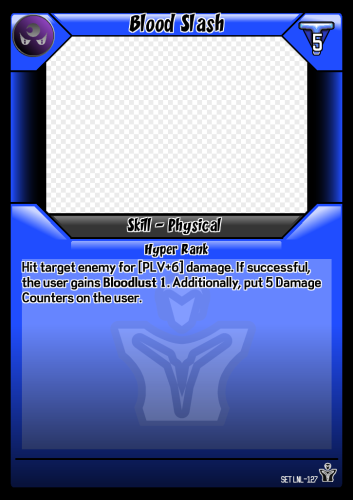 Blood Slash
5
Skill - Physical
Hyper Rank
Hit target enemy for [PLV+6] damage. If successful,
the user gains Bloodlust 1. Additionally, put 5 Damage
Counters on the user.
SET LNL-127